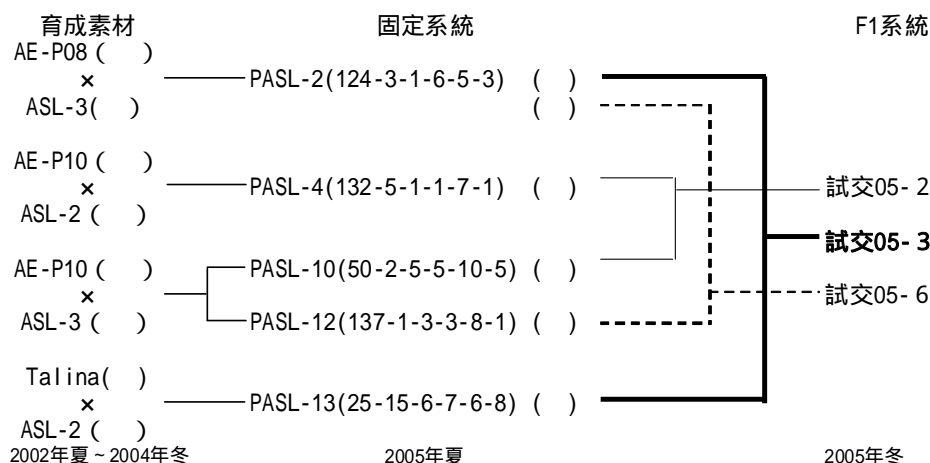 育成素材 固定系統 F1系統
AE-P08 (  )
×
ASL-3(  )
PASL-2(124-3-1-6-5-3) (  )
(  )
AE-P10 (  )
×
ASL-2 (  )
PASL-4(132-5-1-1-7-1) (  )
試交05-2
試交05-3
AE-P10 (  )
×
ASL-3 (  )
PASL-10(50-2-5-5-10-5) (  )
PASL-12(137-1-3-3-8-1) (  )
試交05-6
Talina(  )
×
ASL-2 (  )
PASL-13(25-15-6-7-6-8) (  )
2002年夏～2004年冬 2005年夏 2005年冬